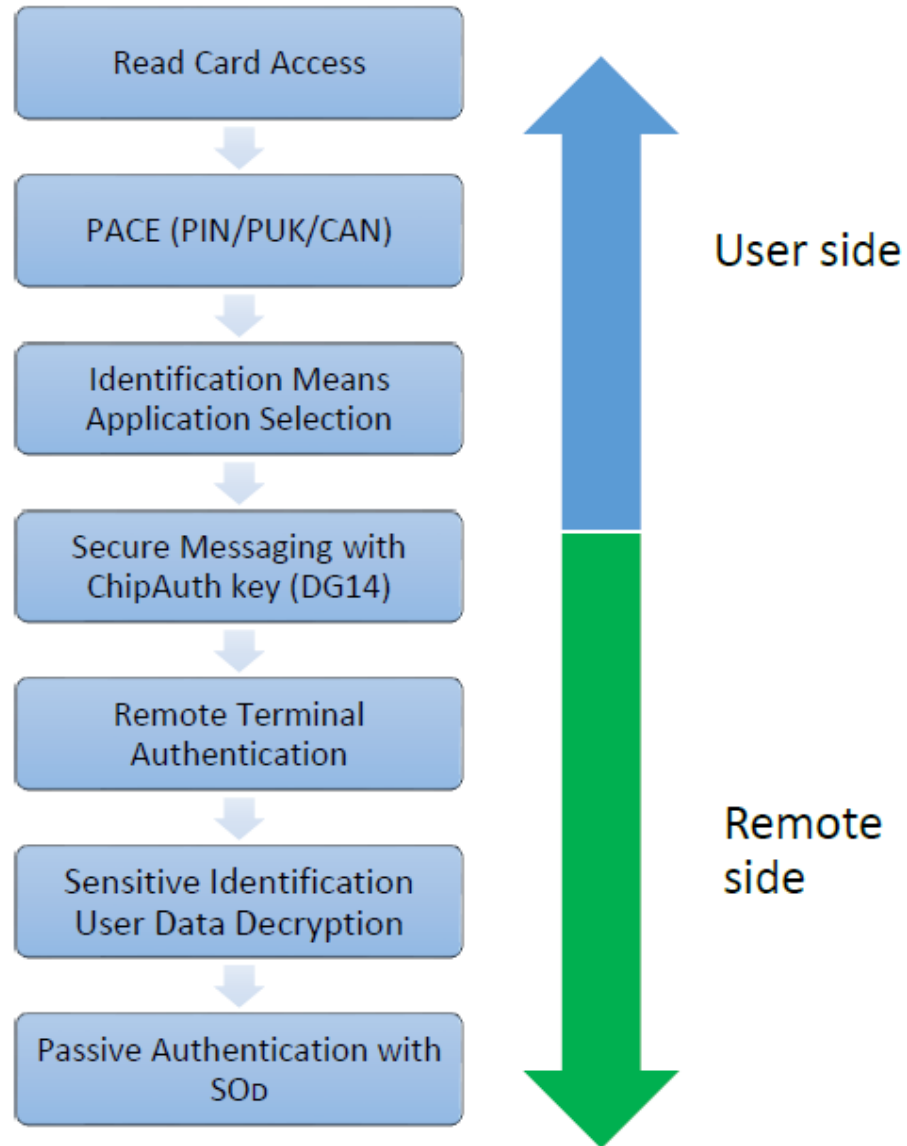 Read Card Access
PACE (PIN/PUK/CAN)
Identification Means
Application Selection
Secure Messaging with
ChipAuth key (DG14)
Remote Terminal
Authentication
Sensitive Identification
User Data Decryption
Passive Authentication with
SOD
User side
Remote
side